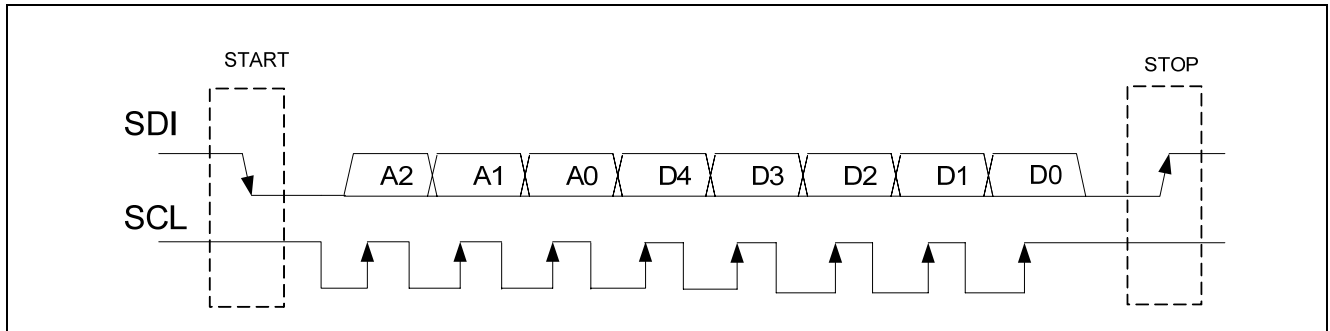 START
STOP
SDI
A2 A1 A0 D4 D3 D2 D1 D0
SCL